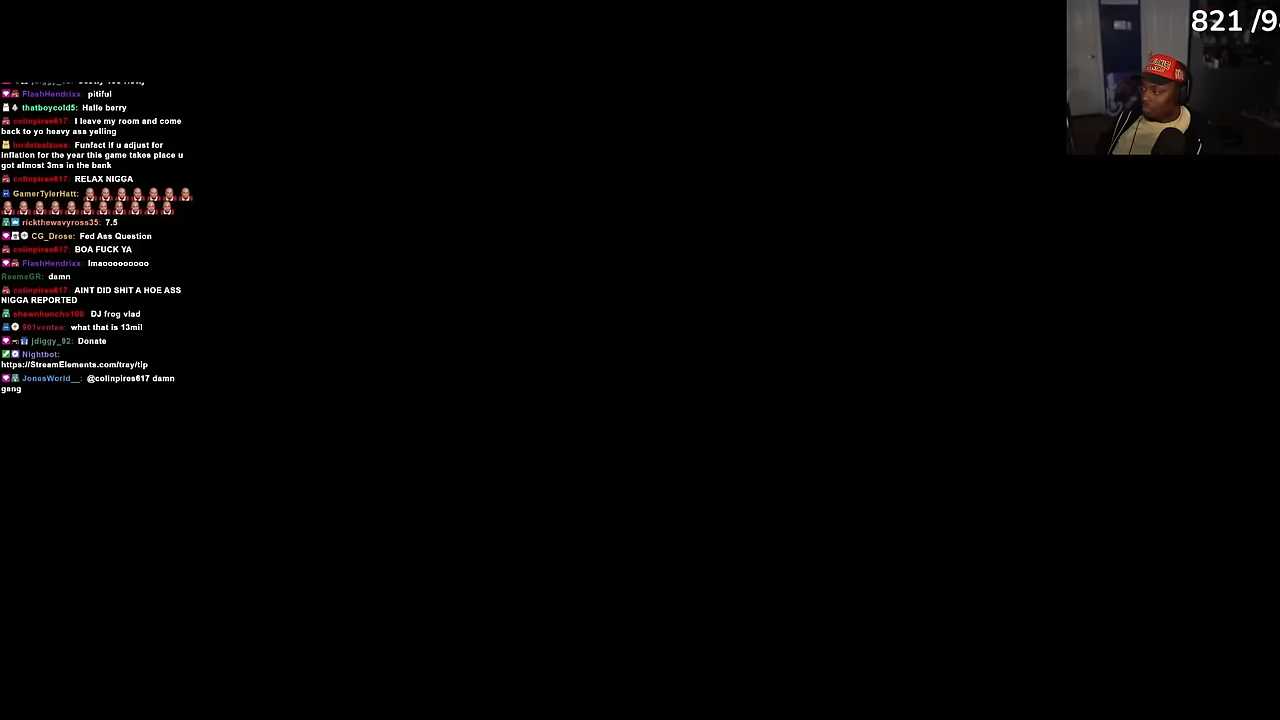 821 /9
FlashHendrixx: pitiful
thatboycold5: Halle berry
colinpires617: I leave my room and come
back to yo heavy ass yelling
Funfact if u adjust for
inflation for the year this game takes place u
got almost 3ms in the bank
colinpires617: RELAX NIGGA
GamerTylerHatt:
rickthewavyross35: 7.5
CG_Drose: Fed Ass Question
colinpires617: BOA FUCK YA
FlashHendrixx: lmaooooooooo
ReemsGR: damn
colinpires617: AINT DID SHIT A HOE ASS
NIGGA REPORTED
shawnhuncho100: DJ frog vlad
901vontae: what that is 13mil
jdiggy_92: Donate
Nightbot:
https://StreamElements.com/tray/tip
JonesWorld__: @colinpires617 damn
gang